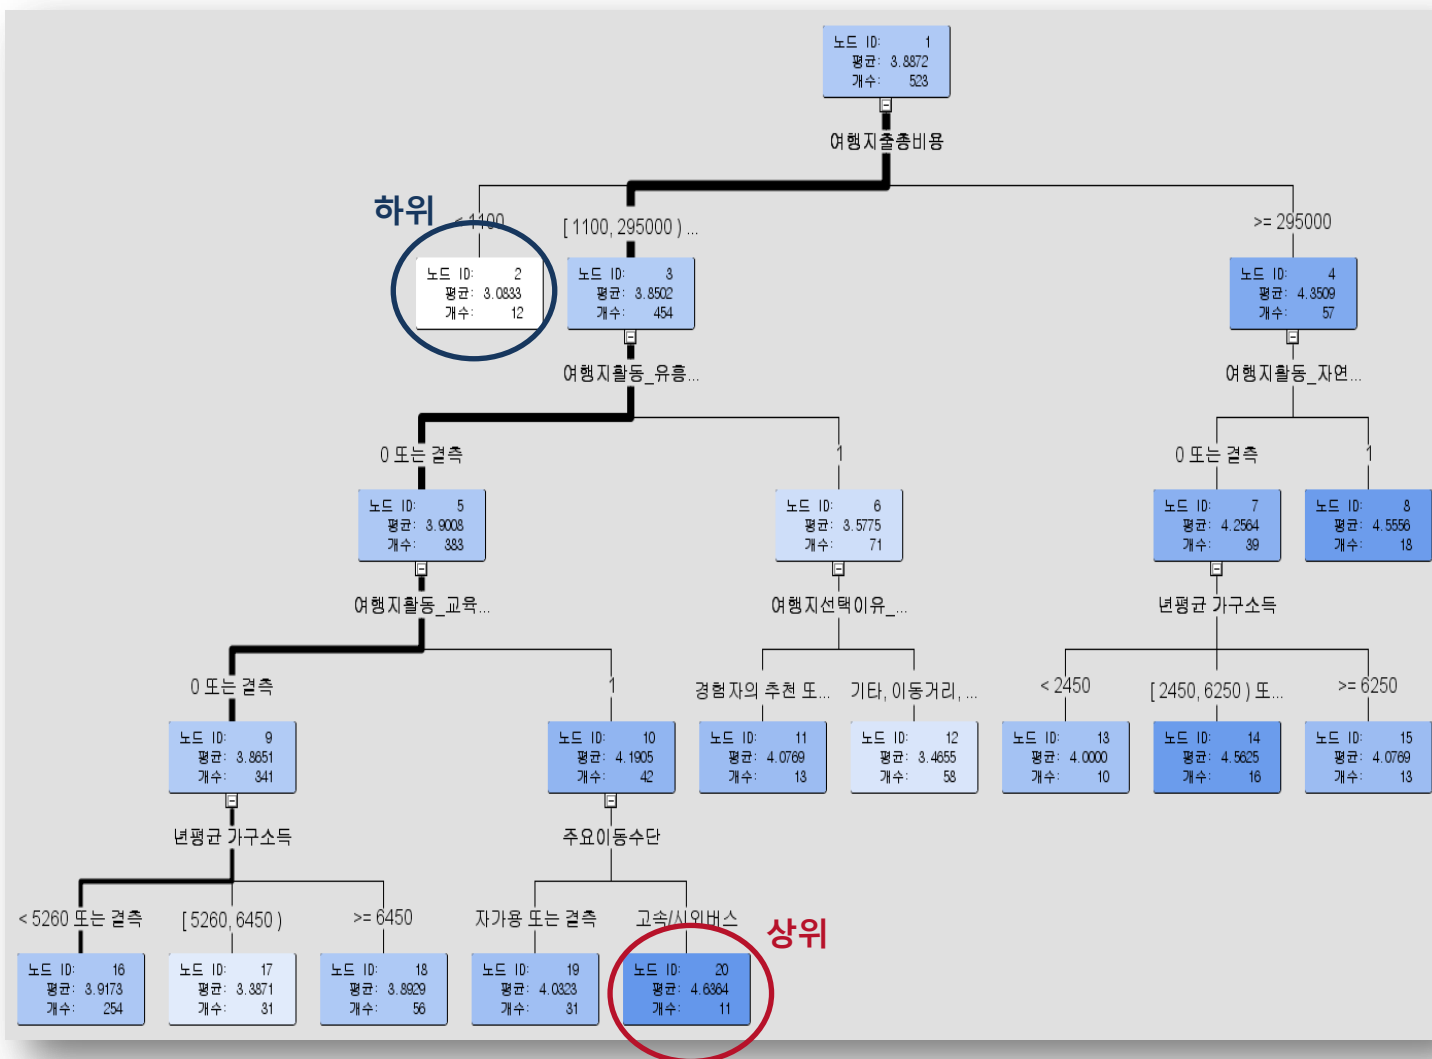 노드 ID: 1
평균: 3.8872
개수: 523
여행지출총비용
하위
< 1100
[ 1100, 295000 ) ...
>= 295000
노드 ID: 2
평균: 3.0833
개수: 12
노드 ID: 3
평균: 3.8502
개수: 454
노드 ID: 4
평균: 4.3509
개수: 57
여행지활동_유흥...
여행지활동_자연...
0 또는 결측
1
0 또는 결측
1
노드 ID: 5
평균: 3.9008
개수: 383
노드 ID: 6
평균: 3.5775
개수: 71
노드 ID: 7
평균: 4.2564
개수: 39
노드 ID: 8
평균: 4.5556
개수: 18
여행지활동_교육...
여행지선택이유_...
년평균 가구소득
0 또는 결측
1
경험자의 추천 또...
기타, 이동거리, ...
< 2450
[ 2450, 6250 ) 또...
>= 6250
노드 ID: 9
평균: 3.8651
개수: 341
노드 ID: 10
평균: 4.1905
개수: 42
노드 ID: 11
평균: 4.0769
개수: 13
노드 ID: 12
평균: 3.4655
개수: 58
노드 ID: 13
평균: 4.0000
개수: 10
노드 ID: 14
평균: 4.5625
개수: 16
노드 ID: 15
평균: 4.0769
개수: 13
년평균 가구소득
주요이동수단
< 5260 또는 결측
[ 5260, 6450 )
>= 6450
자가용 또는 결측
고속/시외버스
상위
노드 ID: 16
평균: 3.9173
개수: 254
노드 ID: 17
평균: 3.3871
개수: 31
노드 ID: 18
평균: 3.8929
개수: 56
노드 ID: 19
평균: 4.0323
개수: 31
노드 ID: 20
평균: 4.6364
개수: 11